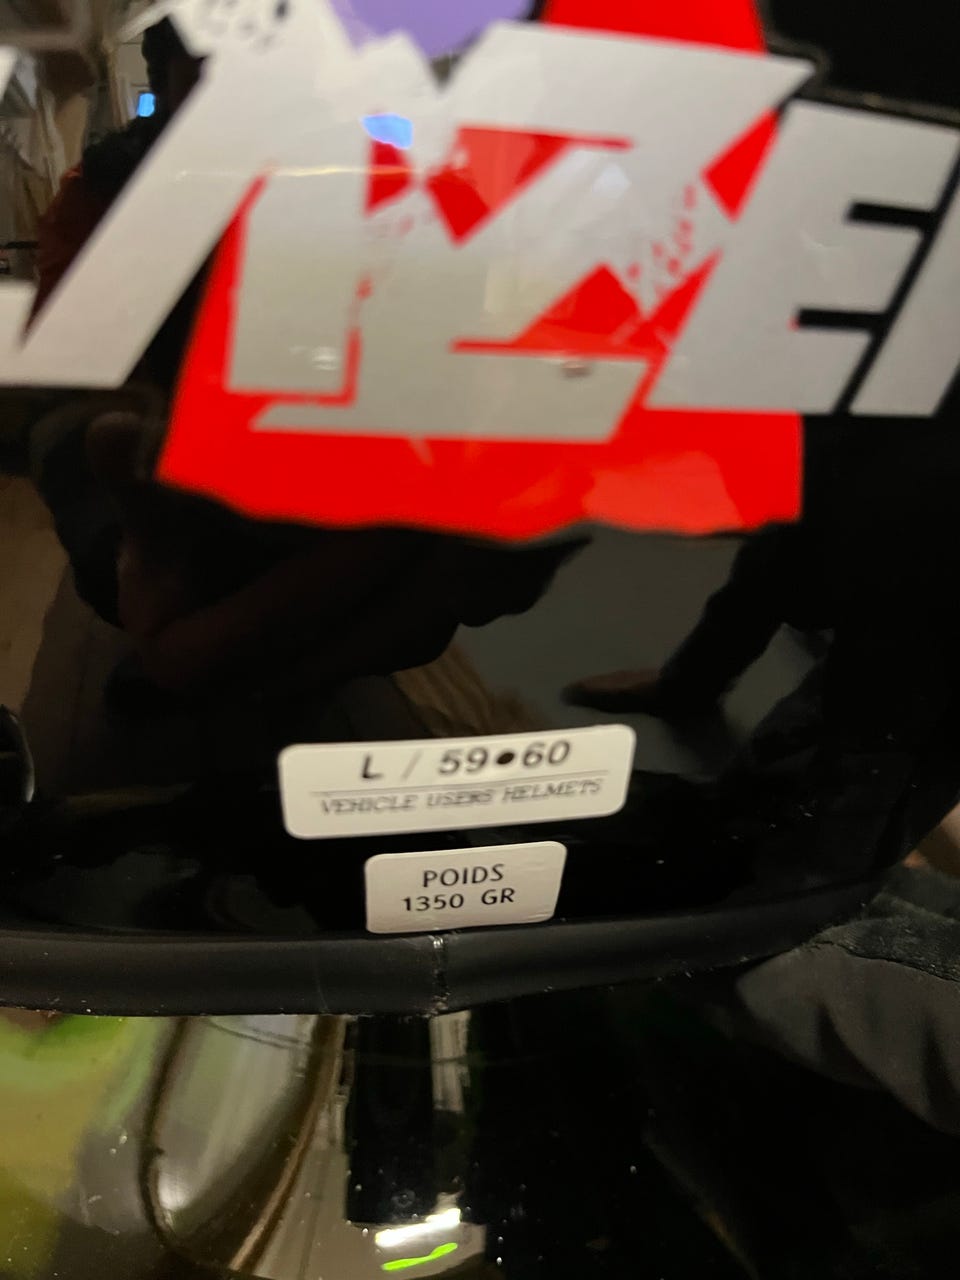 L / 59•60
VEHICLE USERS HELMETS
POIDS
1350 GR